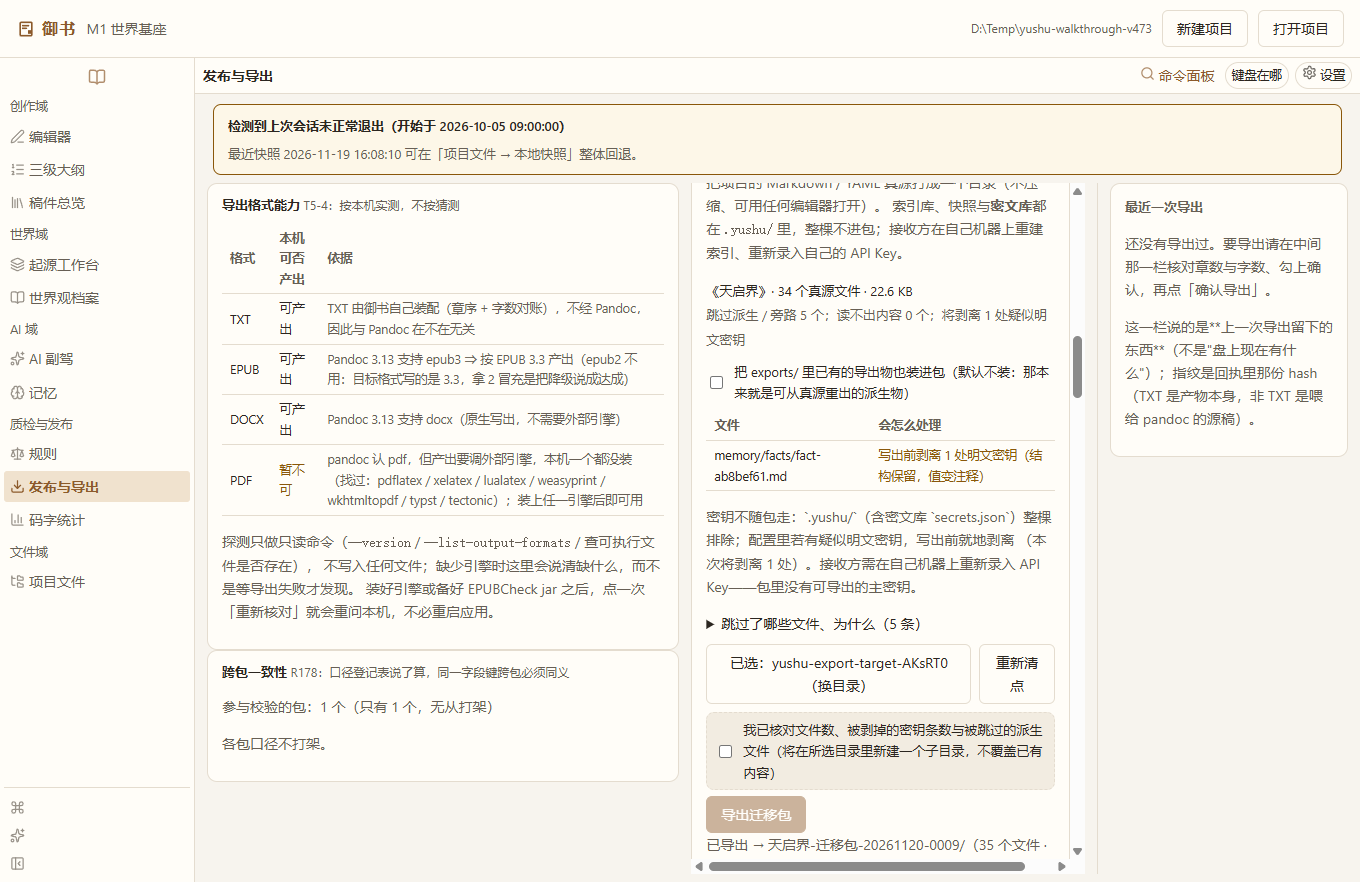 御书 M1 世界基座
D:\Temp\yushu-walkthrough-v473 新建项目 打开项目
创作域
编辑器
三级大纲
稿件总览
世界域
起源工作台
世界观档案
AI 域
AI 副驾
记忆
质检与发布
规则
发布与导出
码字统计
文件域
项目文件
发布与导出
命令面板 键盘在哪 设置
检测到上次会话未正常退出（开始于 2026-10-05 09:00:00）
最近快照 2026-11-19 16:08:10 可在「项目文件 → 本地快照」整体回退。
导出格式能力 T5-4：按本机实测，不按猜测
格式 本机可否产出 依据
TXT 可产出 TXT 由御书自己装配（章序 + 字数对账），不经 Pandoc，
因此与 Pandoc 在不在无关
EPUB 可产出 Pandoc 3.13 支持 epub3 ⇒ 按 EPUB 3.3 产出（epub2 不
用：目标格式写的是 3.3，拿 2 冒充是把降级说成达成）
DOCX 可产出 Pandoc 3.13 支持 docx（原生写出，不需要外部引擎）
PDF 暂不可 pandoc 认 pdf，但产出要调外部引擎，本机一个都没装
（找过：pdflatex / xelatex / lualatex / weasyprint /
wkhtmltopdf / typst / tectonic）；装上任一引擎后即可用
探测只做只读命令（—version / —list-output-formats / 查可执行文
件是否存在），不写入任何文件；缺少引擎时这里会说清缺什么，而不
是等导出失败才发现。 装好引擎或备好 EPUBCheck jar 之后，点一次
「重新核对」就会重问本机，不必重启应用。
跨包一致性 R178：口径登记表说了算，同一字段键跨包必须同义
参与校验的包：1 个（只有 1 个，无从打架）
各包口径不打架。
把项目的 Markdown / YAML 真源打成一个目录（不压
缩、可用任何编辑器打开）。 索引库、快照与密文库都
在 .yushu/ 里，整棵不进包；接收方在自己机器上重建
索引、重新录入自己的 API Key。
《天启界》· 34 个真源文件 · 22.6 KB
跳过派生 / 旁路 5 个；读不出内容 0 个；将剥离 1 处疑似明
文密钥
把 exports/ 里已有的导出物也装进包（默认不装：那本
来就是可从真源重出的派生物）
文件 会怎么处理
memory/facts/fact-
ab8bef61.md
写出前剥离 1 处明文密钥（结
构保留，值变注释）
密钥不随包走：`.yushu/`（含密文库 `secrets.json`）整棵
排除；配置里若有疑似明文密钥，写出前就地剥离 （本
次将剥离 1 处）。接收方需在自己机器上重新录入 API
Key——包里没有可导出的主密钥。
▶ 跳过了哪些文件、为什么（5 条）
已选：yushu-export-target-AKsRT0
（换目录）
重新清
点
我已核对文件数、被剥掉的密钥条数与被跳过的派生
文件（将在所选目录里新建一个子目录，不覆盖已有
内容）
导出迁移包
已导出 → 天启界-迁移包-20261120-0009/（35 个文件 ·
最近一次导出
还没有导出过。要导出请在中间
那一栏核对章数与字数、勾上确
认，再点「确认导出」。
这一栏说的是**上一次导出留下的
东西**（不是"盘上现在有什
么"）；指纹是回执里那份 hash
（TXT 是产物本身，非 TXT 是喂
给 pandoc 的源稿）。